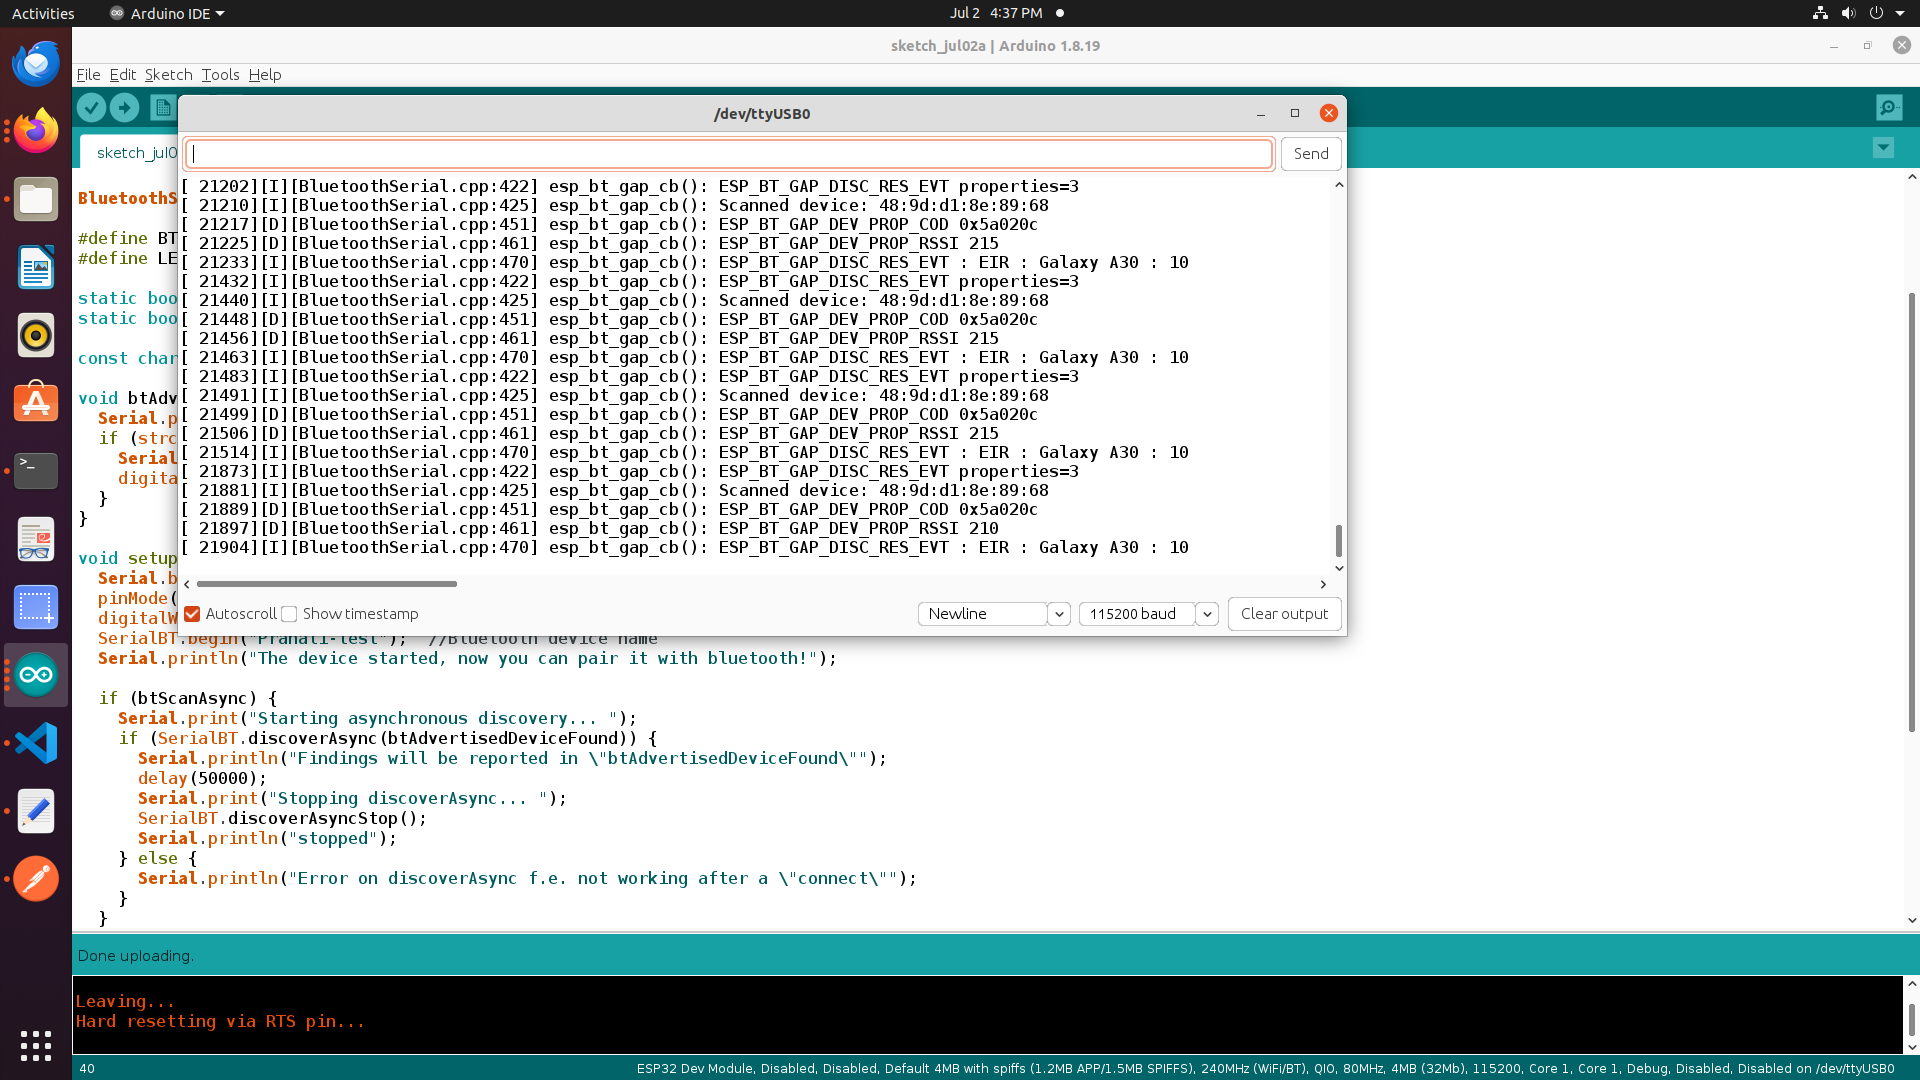 Activities Arduino IDE Jul 2 4:37 PM
sketch_jul02a | Arduino 1.8.19
File Edit Sketch Tools Help
/dev/ttyUSB0
sketch_jul0
Send
[ 21202][I][BluetoothSerial.cpp:422] esp_bt_gap_cb(): ESP_BT_GAP_DISC_RES_EVT properties=3
[ 21210][I][BluetoothSerial.cpp:425] esp_bt_gap_cb(): Scanned device: 48:9d:d1:8e:89:68
[ 21217][D][BluetoothSerial.cpp:451] esp_bt_gap_cb(): ESP_BT_GAP_DEV_PROP_COD 0x5a020c
[ 21225][D][BluetoothSerial.cpp:461] esp_bt_gap_cb(): ESP_BT_GAP_DEV_PROP_RSSI 215
[ 21233][I][BluetoothSerial.cpp:470] esp_bt_gap_cb(): ESP_BT_GAP_DISC_RES_EVT : EIR : Galaxy A30 : 10
[ 21432][I][BluetoothSerial.cpp:422] esp_bt_gap_cb(): ESP_BT_GAP_DISC_RES_EVT properties=3
[ 21440][I][BluetoothSerial.cpp:425] esp_bt_gap_cb(): Scanned device: 48:9d:d1:8e:89:68
[ 21448][D][BluetoothSerial.cpp:451] esp_bt_gap_cb(): ESP_BT_GAP_DEV_PROP_COD 0x5a020c
[ 21456][D][BluetoothSerial.cpp:461] esp_bt_gap_cb(): ESP_BT_GAP_DEV_PROP_RSSI 215
[ 21463][I][BluetoothSerial.cpp:470] esp_bt_gap_cb(): ESP_BT_GAP_DISC_RES_EVT : EIR : Galaxy A30 : 10
[ 21483][I][BluetoothSerial.cpp:422] esp_bt_gap_cb(): ESP_BT_GAP_DISC_RES_EVT properties=3
[ 21491][I][BluetoothSerial.cpp:425] esp_bt_gap_cb(): Scanned device: 48:9d:d1:8e:89:68
[ 21499][D][BluetoothSerial.cpp:451] esp_bt_gap_cb(): ESP_BT_GAP_DEV_PROP_COD 0x5a020c
[ 21506][D][BluetoothSerial.cpp:461] esp_bt_gap_cb(): ESP_BT_GAP_DEV_PROP_RSSI 215
[ 21514][I][BluetoothSerial.cpp:470] esp_bt_gap_cb(): ESP_BT_GAP_DISC_RES_EVT : EIR : Galaxy A30 : 10
[ 21873][I][BluetoothSerial.cpp:422] esp_bt_gap_cb(): ESP_BT_GAP_DISC_RES_EVT properties=3
[ 21881][I][BluetoothSerial.cpp:425] esp_bt_gap_cb(): Scanned device: 48:9d:d1:8e:89:68
[ 21889][D][BluetoothSerial.cpp:451] esp_bt_gap_cb(): ESP_BT_GAP_DEV_PROP_COD 0x5a020c
[ 21897][D][BluetoothSerial.cpp:461] esp_bt_gap_cb(): ESP_BT_GAP_DEV_PROP_RSSI 210
[ 21904][I][BluetoothSerial.cpp:470] esp_bt_gap_cb(): ESP_BT_GAP_DISC_RES_EVT : EIR : Galaxy A30 : 10
Autoscroll Show timestamp Newline 115200 baud Clear output
BluetoothS
#define BT
#define LE
static boo
static boo
const char
void btAdv
Serial.p
if (strc
Serial
digita
}
}
void setup
Serial.b
pinMode(
digitalW
SerialBT.begin("Pranali-test"); //Bluetooth device name
Serial.println("The device started, now you can pair it with bluetooth!");
if (btScanAsync) {
Serial.print("Starting asynchronous discovery... ");
if (SerialBT.discoverAsync(btAdvertisedDeviceFound)) {
Serial.println("Findings will be reported in \"btAdvertisedDeviceFound\"");
delay(50000);
Serial.print("Stopping discoverAsync... ");
SerialBT.discoverAsyncStop();
Serial.println("stopped");
} else {
Serial.println("Error on discoverAsync f.e. not working after a \"connect\"");
}
}
Done uploading.
Leaving...
Hard resetting via RTS pin...
40 ESP32 Dev Module, Disabled, Disabled, Default 4MB with spiffs (1.2MB APP/1.5MB SPIFFS), 240MHz (WiFi/BT), QIO, 80MHz, 4MB (32Mb), 115200, Core 1, Core 1, Debug, Disabled, Disabled on /dev/ttyUSB0